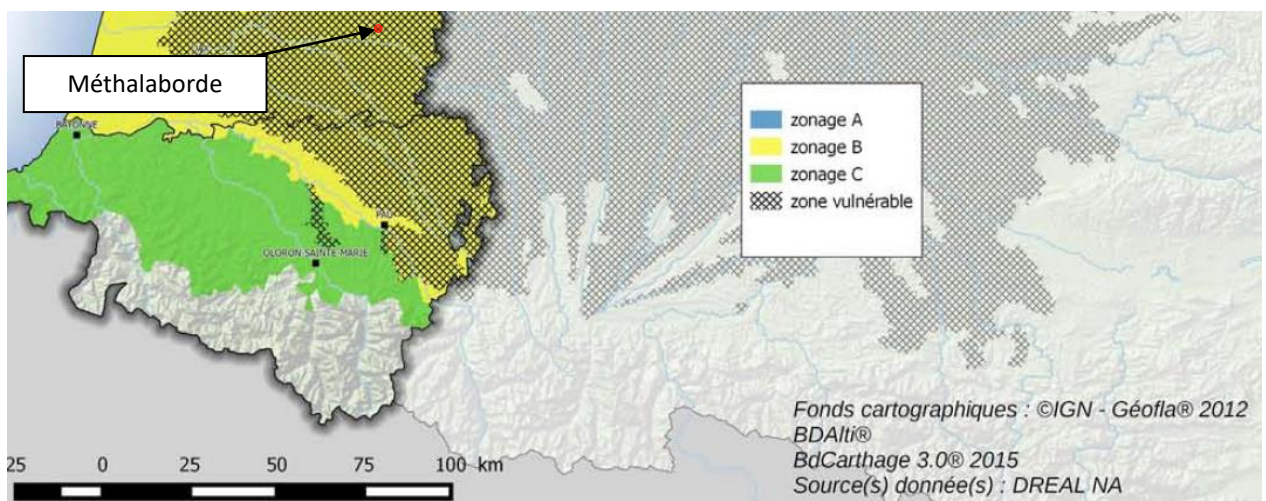 Méthalaborde
BAYONNE
PAU
OLORON-SAINTE-MARIE
zonage A
zonage B
zonage C
zone vulnérable
25 0 25 50 75 100 km
Fonds cartographiques : ©IGN - Géofla® 2012
BDAlti®
BdCarthage 3.0® 2015
Source(s) donnée(s) : DREAL NA